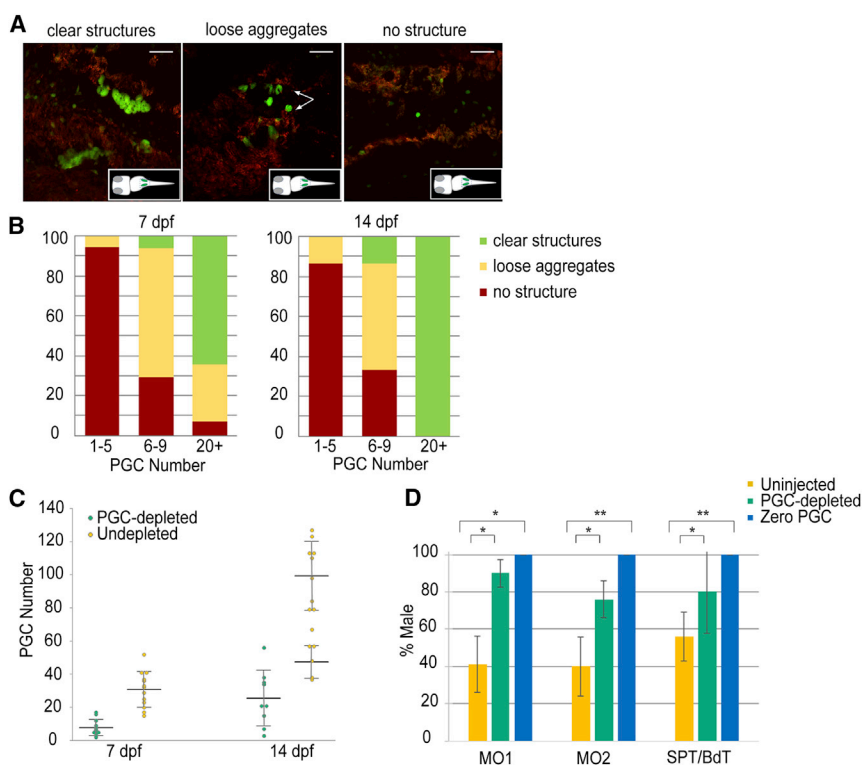 A
clear structures loose aggregates no structure
B
7 dpf 14 dpf
100 100
80 80
60 60
40 40
20 20
0 0
1-5 6-9 20+ 1-5 6-9 20+
PGC Number PGC Number
clear structures
loose aggregates
no structure
C
PGC Number
140
120
100
80
60
40
20
0
PGC-depleted
Undepleted
7 dpf 14 dpf
D
Uninjected
PGC-depleted
Zero PGC
* ** **
* * *
% Male
100
80
60
40
20
0
MO1 MO2 SPT/BdT